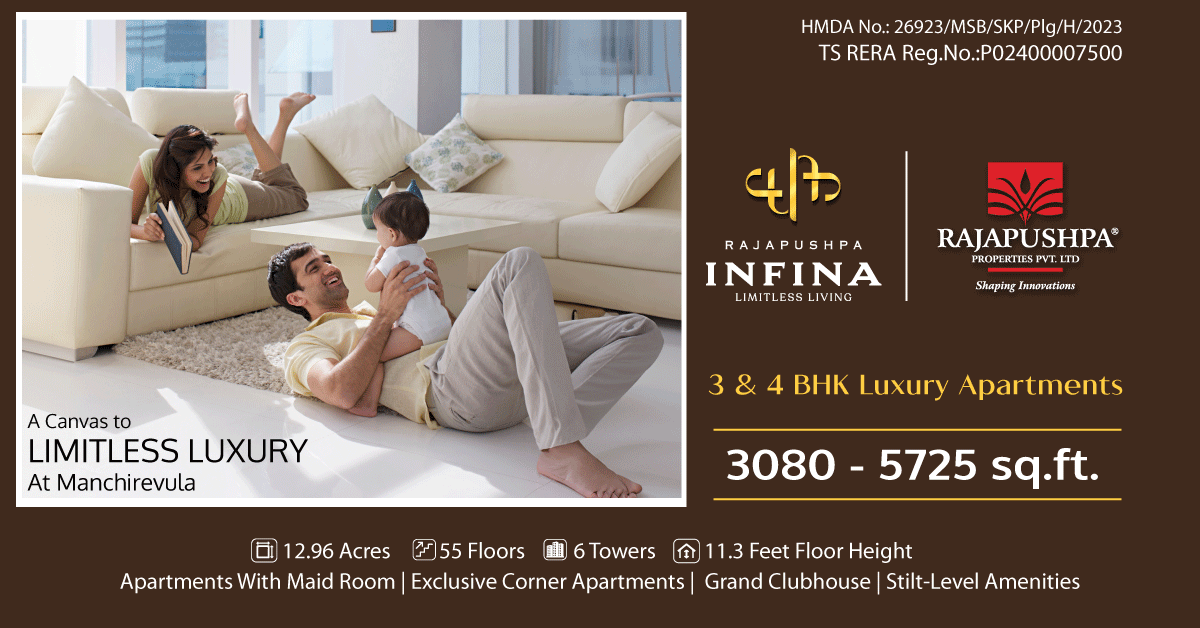 HMDA No.: 26923/MSB/SKP/Plg/H/2023
TS RERA Reg.No.:P02400007500
RAJAPUSHPA
INFINA
LIMITLESS LIVING
RAJAPUSHPA®
PROPERTIES PVT. LTD
Shaping Innovations
3 & 4 BHK Luxury Apartments
3080 - 5725 sq.ft.
A Canvas to
LIMITLESS LUXURY
At Manchirevula
12.96 Acres 55 Floors 6 Towers 11.3 Feet Floor Height
Apartments With Maid Room | Exclusive Corner Apartments | Grand Clubhouse | Stilt-Level Amenities